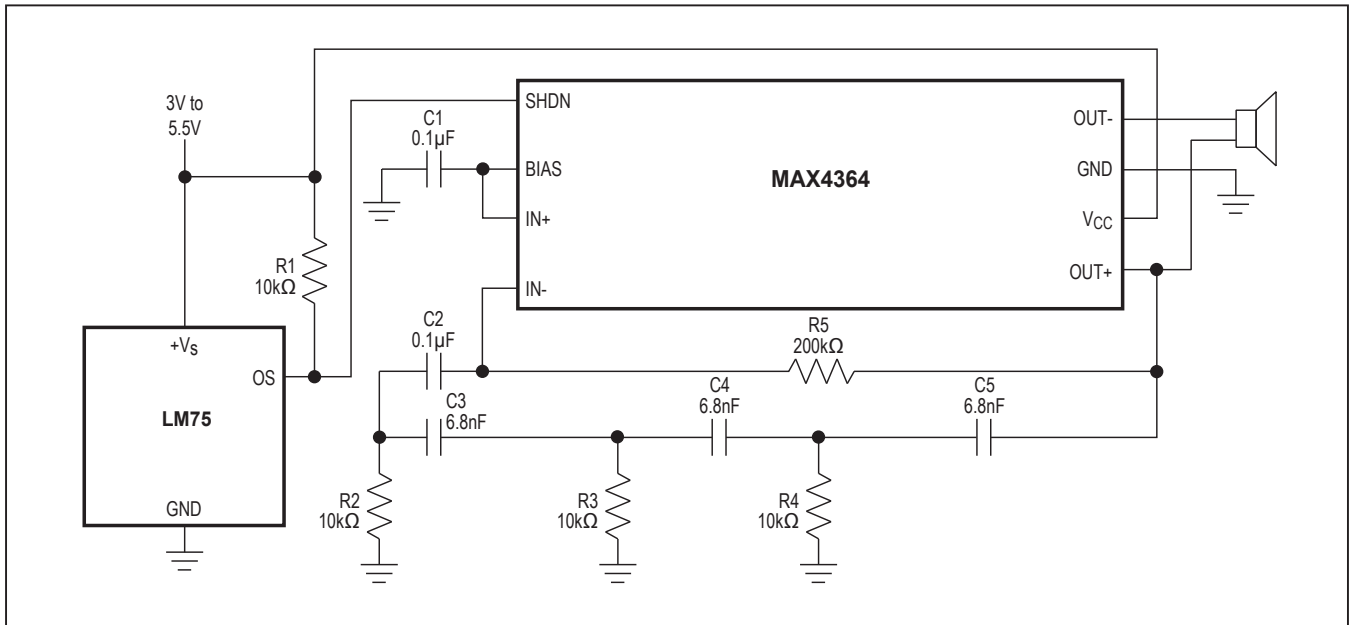 3V to
5.5V
C1
0.1µF
SHDN
BIAS
IN+
IN-
MAX4364
OUT-
GND
VCC
OUT+
R1
10kΩ
+VS
OS
LM75
GND
C2
0.1µF
C3
6.8nF
R5
200kΩ
C4
6.8nF
C5
6.8nF
R2
10kΩ
R3
10kΩ
R4
10kΩ